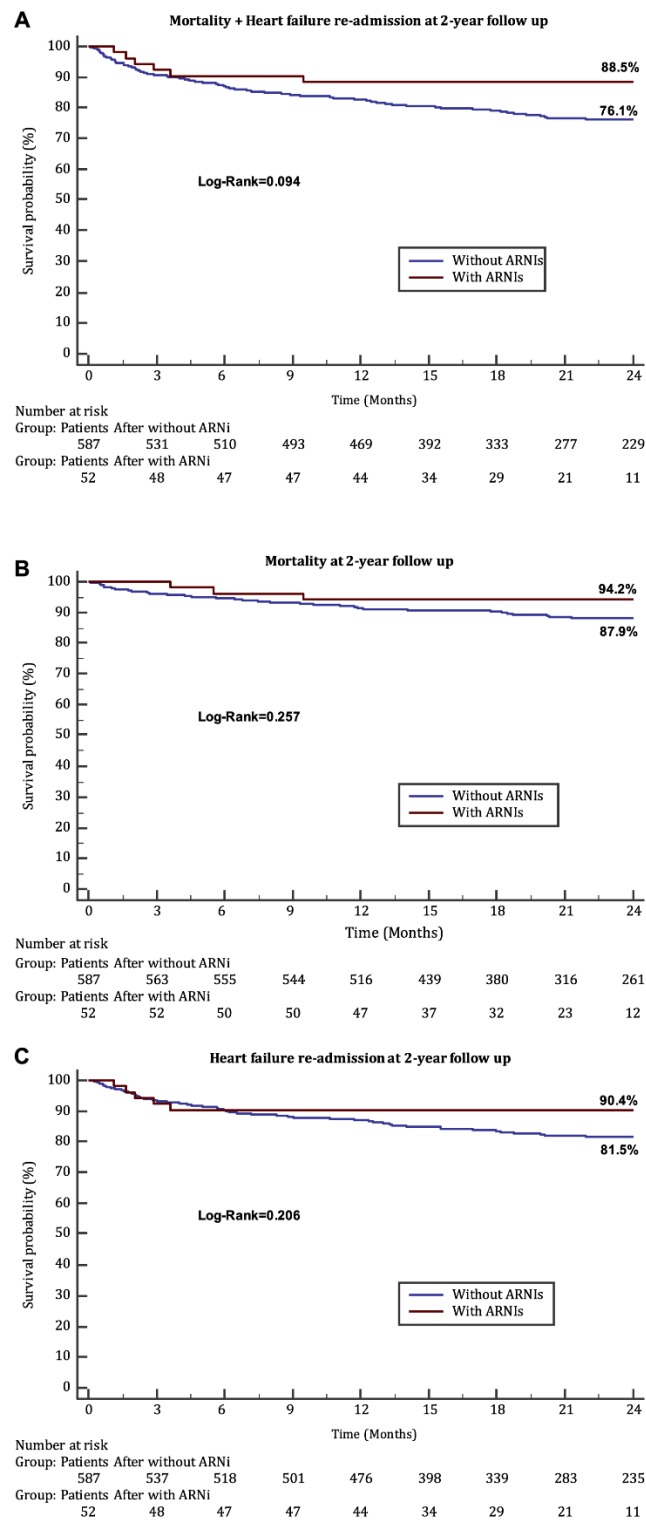 A
Mortality + Heart failure re-admission at 2-year follow up
Survival probability (%)
100
90
80
70
60
50
40
30
20
10
0
88.5%
76.1%
Log-Rank=0.094
Without ARNIs
With ARNIs
0 3 6 9 12 15 18 21 24
Time (Months)
Number at risk
Group: Patients After without ARNi
587 531 510 493 469 392 333 277 229
Group: Patients After with ARNi
52 48 47 47 44 34 29 21 11
B
Mortality at 2-year follow up
Survival probability (%)
100
90
80
70
60
50
40
30
20
10
0
94.2%
87.9%
Log-Rank=0.257
Without ARNIs
With ARNIs
0 3 6 9 12 15 18 21 24
Time (Months)
Number at risk
Group: Patients After without ARNi
587 563 555 544 516 439 380 316 261
Group: Patients After with ARNi
52 52 50 50 47 37 32 23 12
C
Heart failure re-admission at 2-year follow up
Survival probability (%)
100
90
80
70
60
50
40
30
20
10
0
90.4%
81.5%
Log-Rank=0.206
Without ARNIs
With ARNIs
0 3 6 9 12 15 18 21 24
Time (Months)
Number at risk
Group: Patients After without ARNi
587 537 518 501 476 398 339 283 235
Group: Patients After with ARNi
52 48 47 47 44 34 29 21 11